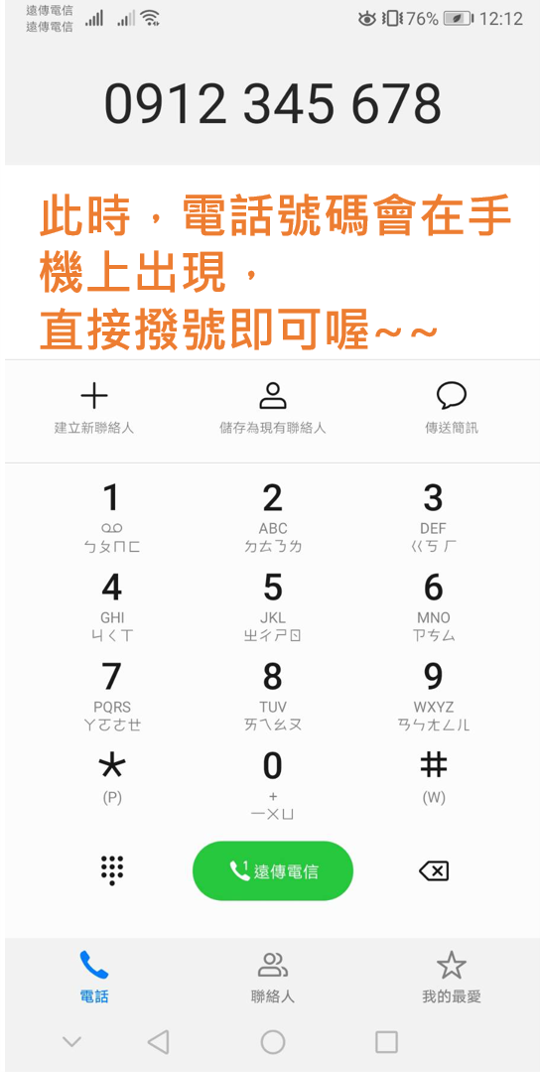 遠傳電信
遠傳電信
76% 12:12
0912 345 678
此時，電話號碼會在手
機上出現，
直接撥號即可喔~~
建立新聯絡人 儲存為現有聯絡人 傳送簡訊
1 2 3
ABC DEF
ㄅㄆㄇㄈ ㄉㄊㄋㄌ ㄍㄎㄏ
4 5 6
GHI JKL MNO
ㄐㄑㄒ ㄓㄔㄕㄖ ㄗㄘㄙ
7 8 9
PQRS TUV WXYZ
ㄚㄛㄜㄝ ㄞㄟㄠㄡ ㄢㄣㄤㄥㄦ
* 0 #
(P) + (W)
ㄧㄨㄩ
1 遠傳電信
電話 聯絡人 我的最愛